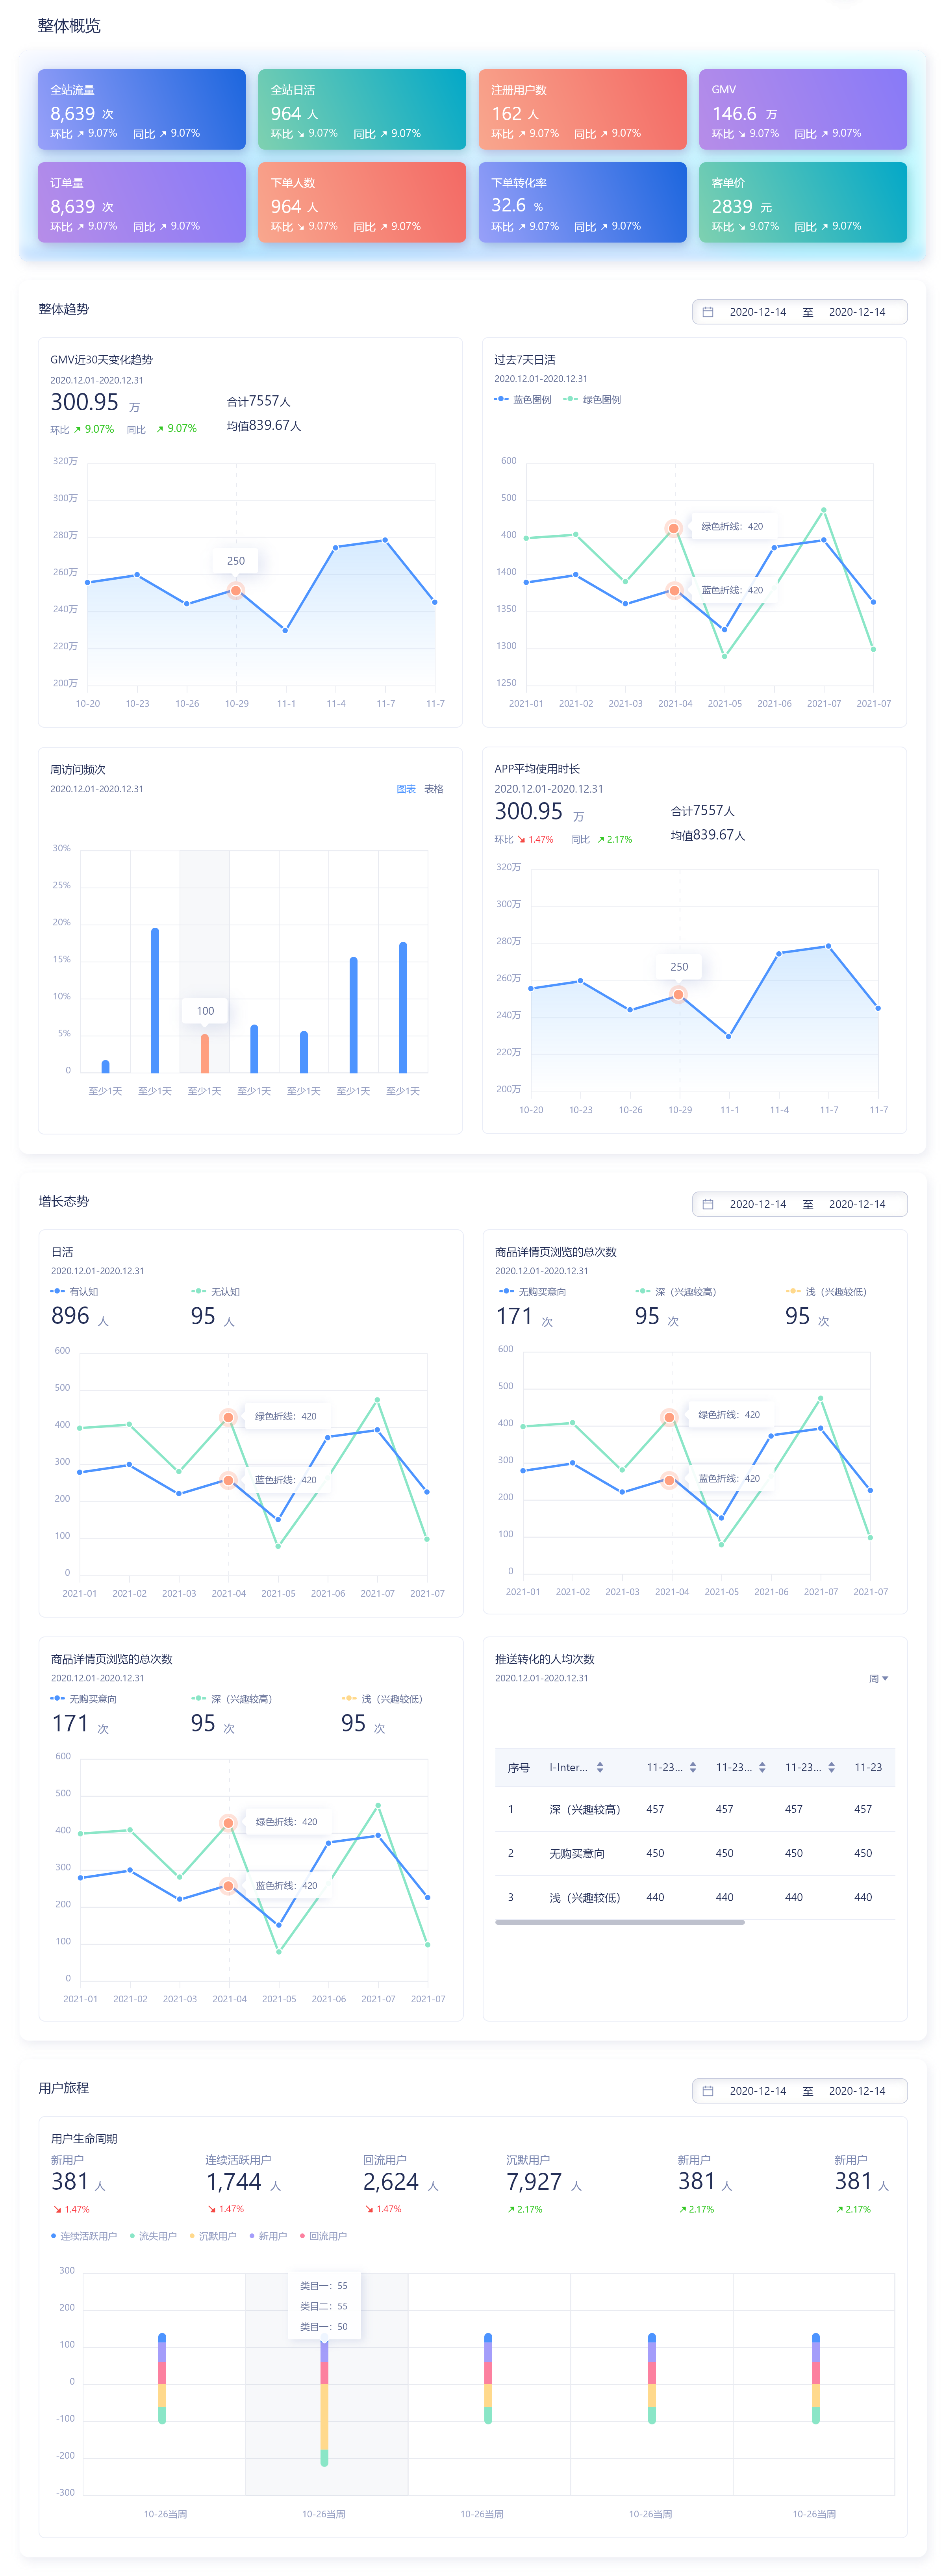 整体概览
全站流量
8,639 次
环比 ↗ 9.07% 同比 ↗ 9.07%
全站日活
964 人
环比 ↘ 9.07% 同比 ↗ 9.07%
注册用户数
162 人
环比 ↗ 9.07% 同比 ↗ 9.07%
GMV
146.6 万
环比 ↘ 9.07% 同比 ↗ 9.07%
订单量
8,639 次
环比 ↗ 9.07% 同比 ↗ 9.07%
下单人数
964 人
环比 ↘ 9.07% 同比 ↗ 9.07%
下单转化率
32.6 %
环比 ↗ 9.07% 同比 ↗ 9.07%
客单价
2839 元
环比 ↘ 9.07% 同比 ↗ 9.07%
整体趋势
2020-12-14 至 2020-12-14
GMV近30天变化趋势
2020.12.01-2020.12.31
300.95 万
合计7557人
环比 ↗ 9.07% 同比 ↗ 9.07%
均值839.67人
320万
300万
280万
260万
240万
220万
200万
250
10-20 10-23 10-26 10-29 11-1 11-4 11-7 11-7
过去7天日活
2020.12.01-2020.12.31
蓝色图例 绿色图例
600
500
400
1400
1350
1300
1250
绿色折线：420
蓝色折线：420
2021-01 2021-02 2021-03 2021-04 2021-05 2021-06 2021-07 2021-07
周访问频次
2020.12.01-2020.12.31
图表 表格
30%
25%
20%
15%
10%
5%
0
100
至少1天 至少1天 至少1天 至少1天 至少1天 至少1天 至少1天
APP平均使用时长
2020.12.01-2020.12.31
300.95 万
合计7557人
环比 ↘ 1.47% 同比 ↗ 2.17%
均值839.67人
320万
300万
280万
260万
240万
220万
200万
250
10-20 10-23 10-26 10-29 11-1 11-4 11-7 11-7
增长态势
2020-12-14 至 2020-12-14
日活
2020.12.01-2020.12.31
有认知 无认知
896 人 95 人
600
500
400
300
200
100
0
绿色折线：420
蓝色折线：420
2021-01 2021-02 2021-03 2021-04 2021-05 2021-06 2021-07 2021-07
商品详情页浏览的总次数
2020.12.01-2020.12.31
无购买意向 深（兴趣较高） 浅（兴趣较低）
171 次 95 次 95 次
600
500
400
300
200
100
0
绿色折线：420
蓝色折线：420
2021-01 2021-02 2021-03 2021-04 2021-05 2021-06 2021-07 2021-07
商品详情页浏览的总次数
2020.12.01-2020.12.31
无购买意向 深（兴趣较高） 浅（兴趣较低）
171 次 95 次 95 次
600
500
400
300
200
100
0
绿色折线：420
蓝色折线：420
2021-01 2021-02 2021-03 2021-04 2021-05 2021-06 2021-07 2021-07
推送转化的人均次数
2020.12.01-2020.12.31
周
序号 I-Inter... 11-23... 11-23... 11-23... 11-23
1 深（兴趣较高） 457 457 457 457
2 无购买意向 450 450 450 450
3 浅（兴趣较低） 440 440 440 440
用户旅程
2020-12-14 至 2020-12-14
用户生命周期
新用户 连续活跃用户 回流用户 沉默用户 新用户 新用户
381 人 1,744 人 2,624 人 7,927 人 381 人 381 人
↘ 1.47% ↘ 1.47% ↘ 1.47% ↗ 2.17% ↗ 2.17% ↗ 2.17%
连续活跃用户 流失用户 沉默用户 新用户 回流用户
300
200
100
0
-100
-200
-300
类目一：55
类目二：55
类目一：50
10-26当周 10-26当周 10-26当周 10-26当周 10-26当周